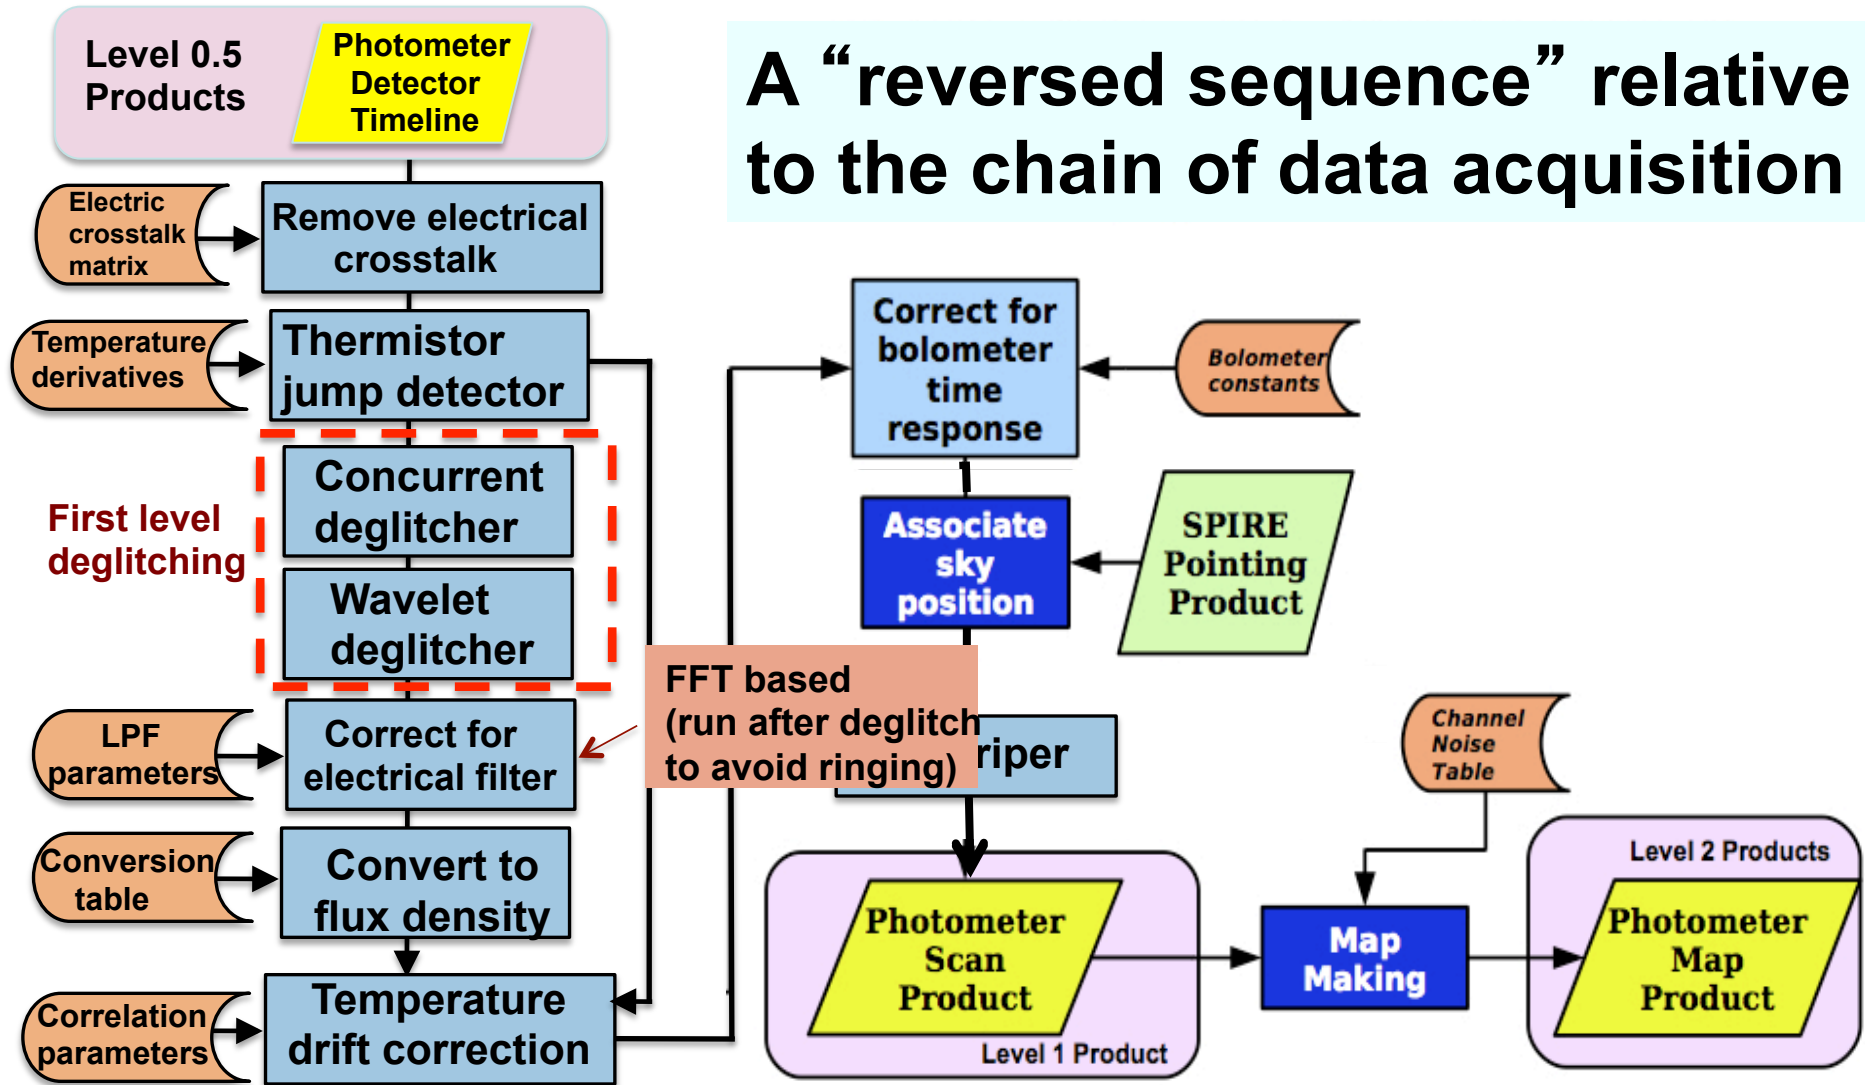 Level 0.5
Products
Photometer
Detector
Timeline
A “reversed sequence” relative
to the chain of data acquisition
Electric
crosstalk
matrix
Remove electrical
crosstalk
Temperature
derivatives
Thermistor
jump detector
First level
deglitching
Concurrent
deglitcher
Wavelet
deglitcher
LPF
parameters
Correct for
electrical filter
FFT based
(run after deglitch
to avoid ringing)
riper
Conversion
table
Convert to
flux density
Correlation
parameters
Temperature
drift correction
Correct for
bolometer
time
response
Bolometer
constants
Associate
sky
position
SPIRE
Pointing
Product
Channel
Noise
Table
Photometer
Scan
Product
Level 1 Product
Map
Making
Level 2 Products
Photometer
Map
Product